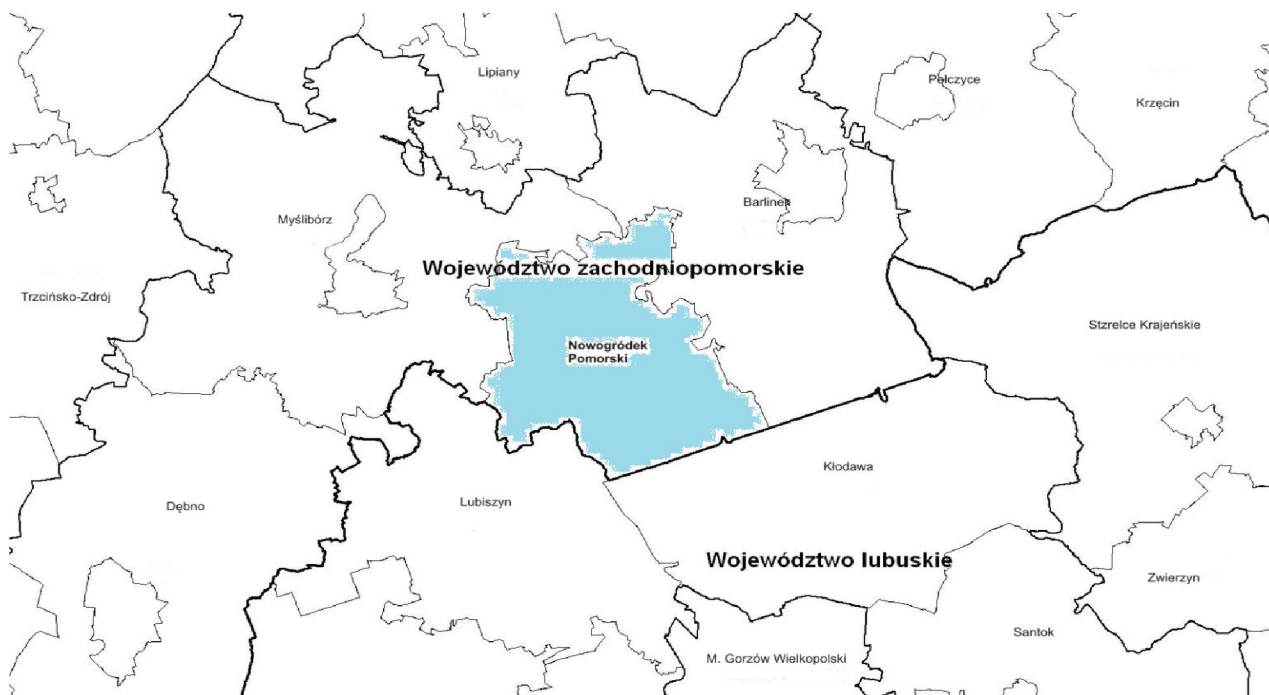 Lipiany
Pełczyce
Krzęcin
Barlinek
Myślibórz
Województwo zachodniopomorskie
Trzcińsko-Zdrój
Stzrelce Krajeńskie
Nowogródek
Pomorski
Kłodawa
Lubiszyn
Dębno
Województwo lubuskie
Zwierzyn
Santok
M. Gorzów Wielkopolski